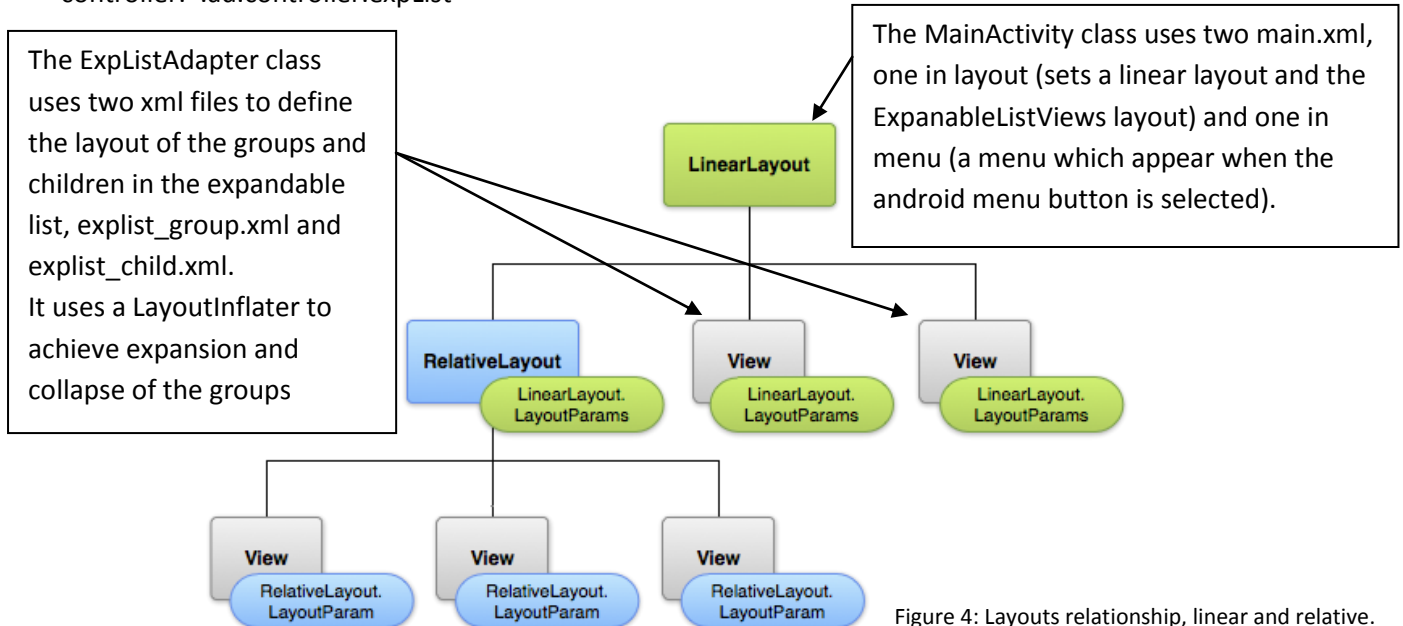 The ExpListAdapter class
uses two xml files to define
the layout of the groups and
children in the expandable
list, explist_group.xml and
explist_child.xml.
It uses a LayoutInflater to
achieve expansion and
collapse of the groups
The MainActivity class uses two main.xml,
one in layout (sets a linear layout and the
ExpanableListViews layout) and one in
menu (a menu which appear when the
android menu button is selected).
LinearLayout
RelativeLayout
LinearLayout.
LayoutParams
View
LinearLayout.
LayoutParams
View
LinearLayout.
LayoutParams
View
RelativeLayout.
LayoutParam
View
RelativeLayout.
LayoutParam
View
RelativeLayout.
LayoutParam
Figure 4: Layouts relationship, linear and relative.